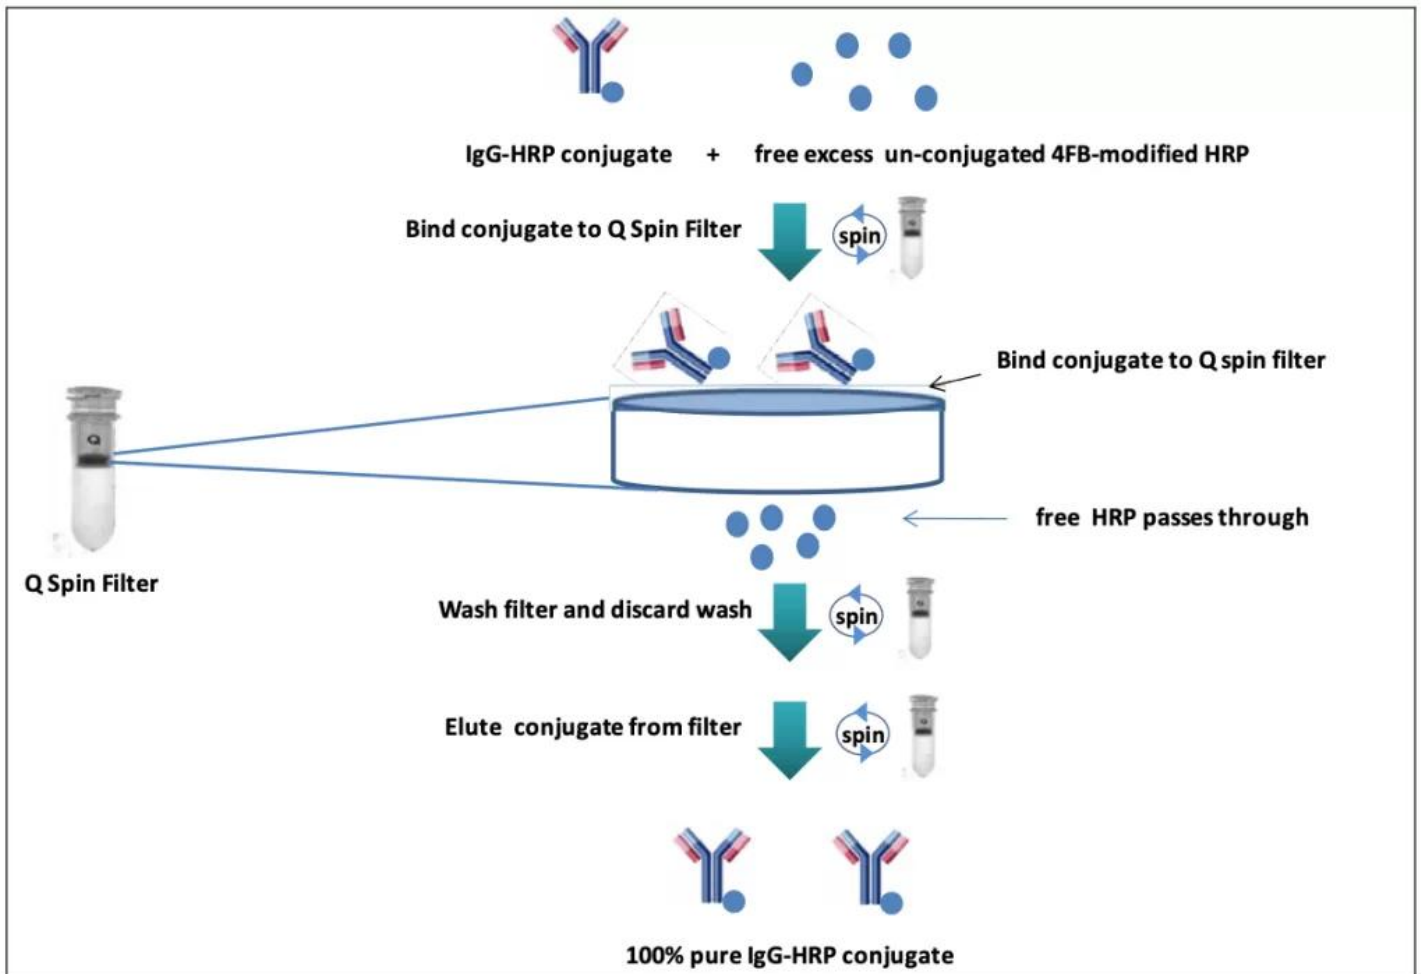 IgG-HRP conjugate + free excess un-conjugated 4FB-modified HRP
Bind conjugate to Q Spin Filter
spin
Q
Bind conjugate to Q spin filter
Q
free HRP passes through
Q Spin Filter
Wash filter and discard wash
spin
Q
Elute conjugate from filter
spin
Q
100% pure IgG-HRP conjugate